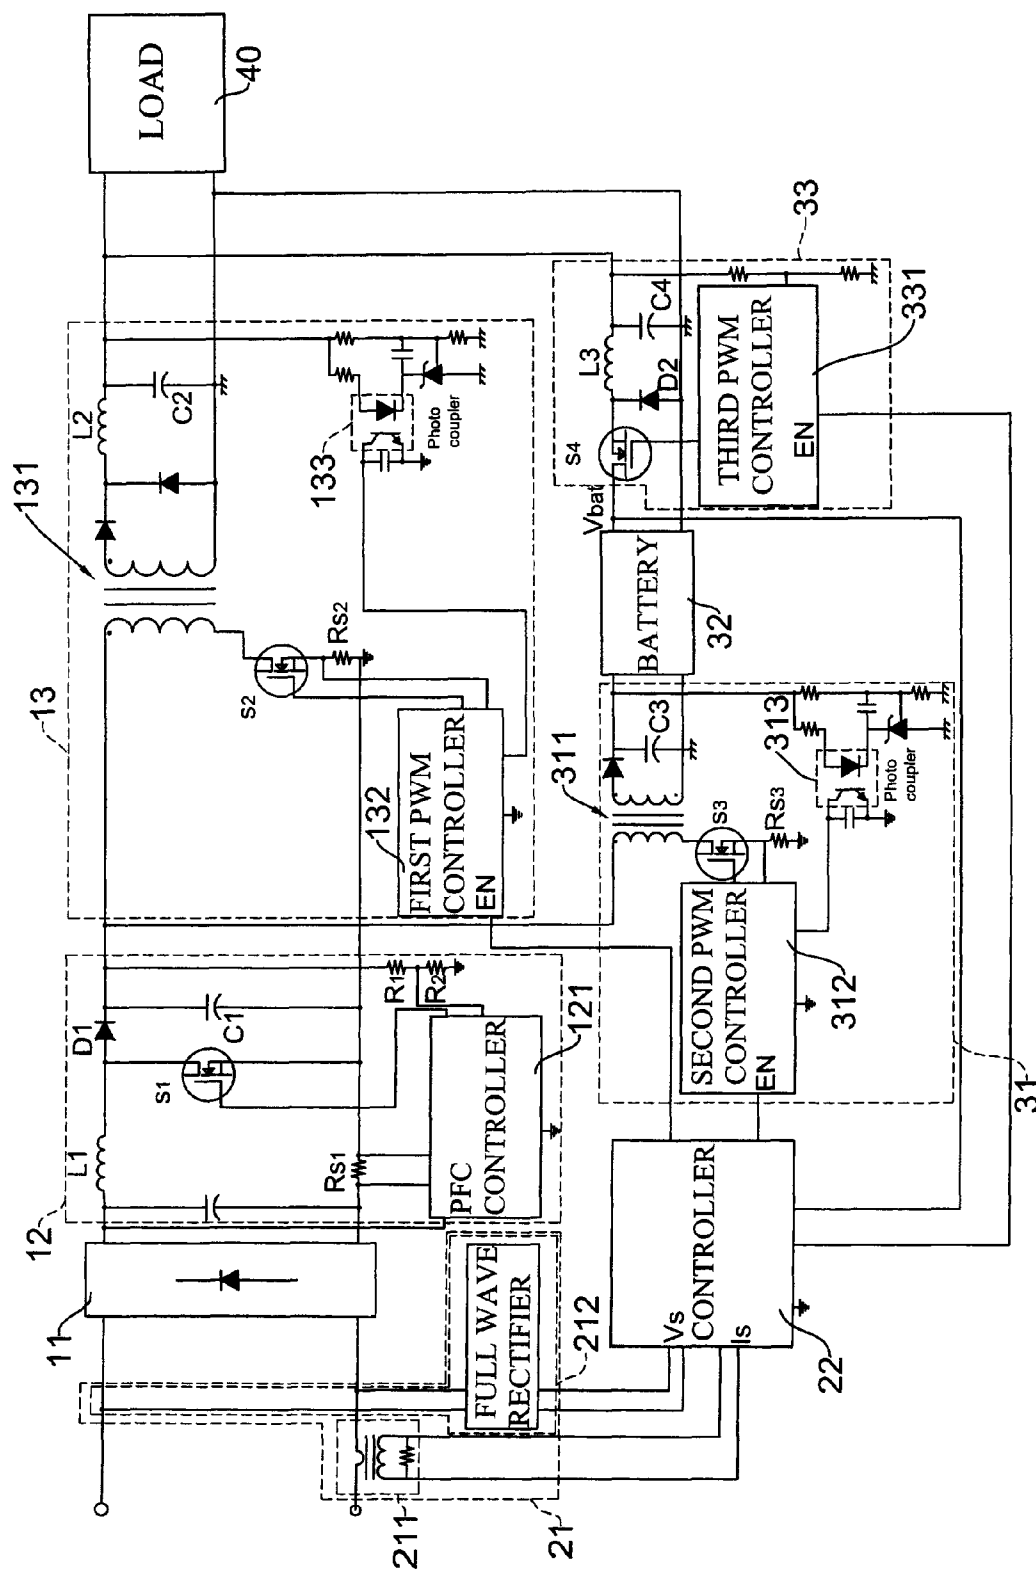 LOAD
40
131
L2
C2
13
133
Photo
coupler
S2
Rs2
132
FIRST PWM
CONTROLLER
EN
12
L1
D1
S1
C1
Rs1
R1
R2
PFC
CONTROLLER
121
11
FULL WAVE
RECTIFIER
212
211
21
Vs
CONTROLLER
Is
22
33
L3
C4
D2
S4
Vbat
THIRD PWM
CONTROLLER
EN
331
BATTERY
32
311
C3
313
Photo
coupler
S3
Rs3
SECOND PWM
CONTROLLER
EN
312
31